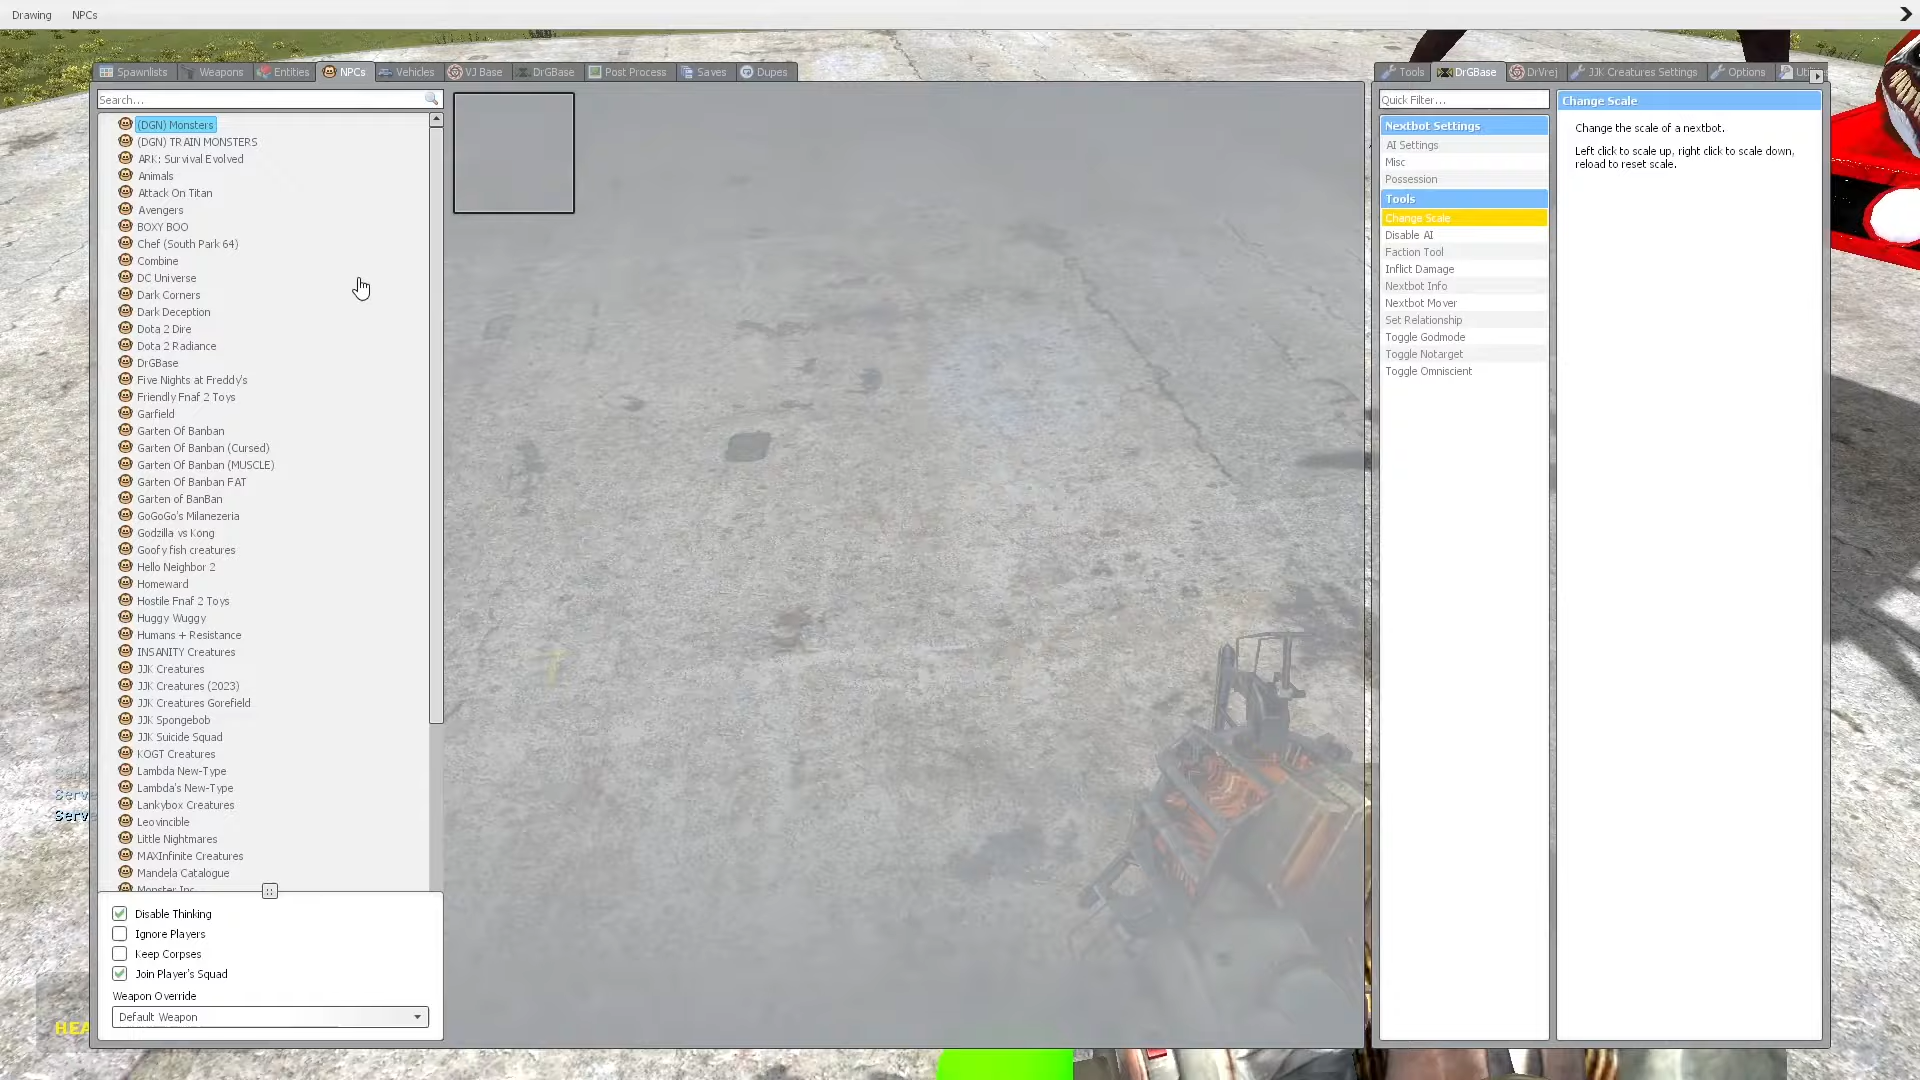 Drawing NPCs
Spawnlists Weapons Entities NPCs Vehicles VJ Base DrGBase Post Process Saves Dupes
Tools DrGBase DrVrej JJK Creatures Settings Options
Search...
(DGN) Monsters
(DGN) TRAIN MONSTERS
ARK: Survival Evolved
Animals
Attack On Titan
Avengers
BOXY BOO
Chef (South Park 64)
Combine
DC Universe
Dark Corners
Dark Deception
Dota 2 Dire
Dota 2 Radiance
DrGBase
Five Nights at Freddy's
Friendly Fnaf 2 Toys
Garfield
Garten Of Banban
Garten Of Banban (Cursed)
Garten Of Banban (MUSCLE)
Garten Of Banban FAT
Garten of BanBan
GoGoGo's Milanezeria
Godzilla vs Kong
Goofy fish creatures
Hello Neighbor 2
Homeward
Hostile Fnaf 2 Toys
Huggy Wuggy
Humans + Resistance
INSANITY Creatures
JJK Creatures
JJK Creatures (2023)
JJK Creatures Gorefield
JJK Spongebob
JJK Suicide Squad
KOGT Creatures
Lambda New-Type
Lambda's New-Type
Lankybox Creatures
Leovincible
Little Nightmares
MAXInfinite Creatures
Mandela Catalogue
Monster Inc
Disable Thinking
Ignore Players
Keep Corpses
Join Player's Squad
Weapon Override
Default Weapon
Quick Filter...
Nextbot Settings
AI Settings
Misc
Possession
Tools
Change Scale
Disable AI
Faction Tool
Inflict Damage
Nextbot Info
Nextbot Mover
Set Relationship
Toggle Godmode
Toggle Notarget
Toggle Omniscient
Change Scale
Change the scale of a nextbot.
Left click to scale up, right click to scale down,
reload to reset scale.